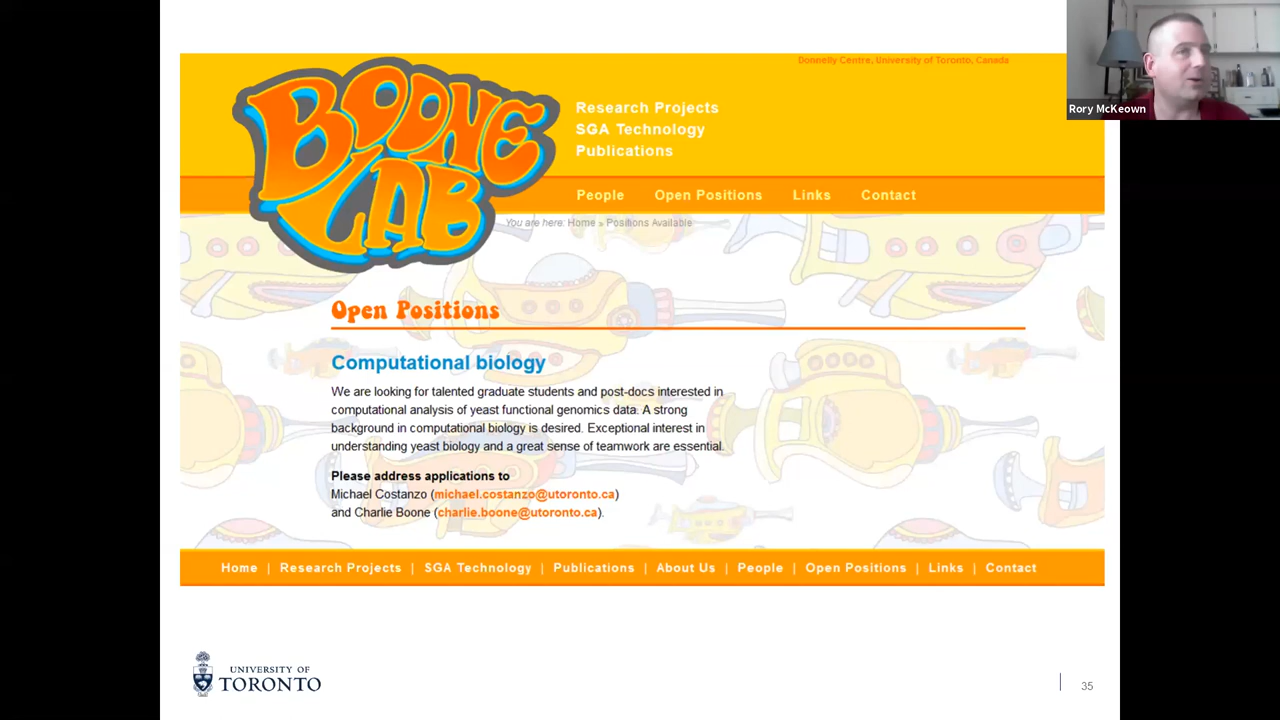 Donnelly Centre, University of Toronto, Canada
Rory McKeown
BOONE
LAB
Research Projects
SGA Technology
Publications
People Open Positions Links Contact
You are here: Home » Positions Available
Open Positions
Computational biology
We are looking for talented graduate students and post-docs interested in
computational analysis of yeast functional genomics data. A strong
background in computational biology is desired. Exceptional interest in
understanding yeast biology and a great sense of teamwork are essential.
Please address applications to
Michael Costanzo (michael.costanzo@utoronto.ca)
and Charlie Boone (charlie.boone@utoronto.ca).
Home | Research Projects | SGA Technology | Publications | About Us | People | Open Positions | Links | Contact
UNIVERSITY OF
TORONTO
35